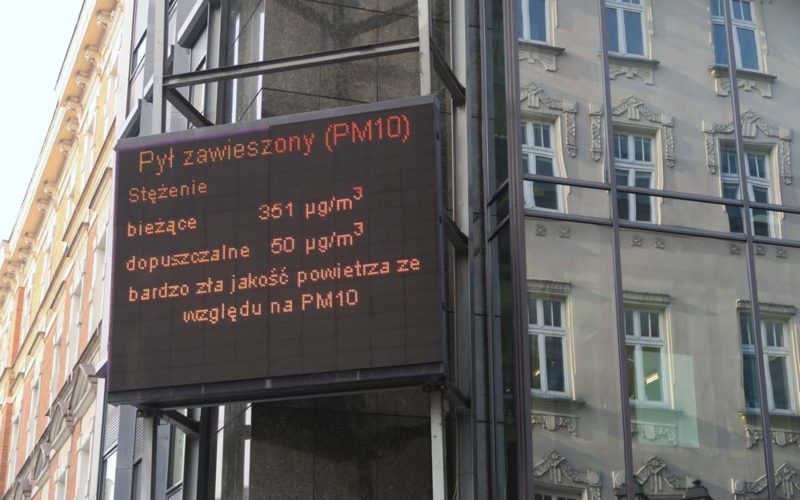 Pył zawieszony (PM10)
Stężenie
bieżące 351 µg/m³
dopuszczalne 50 µg/m³
bardzo zła jakość powietrza ze
względu na PM10